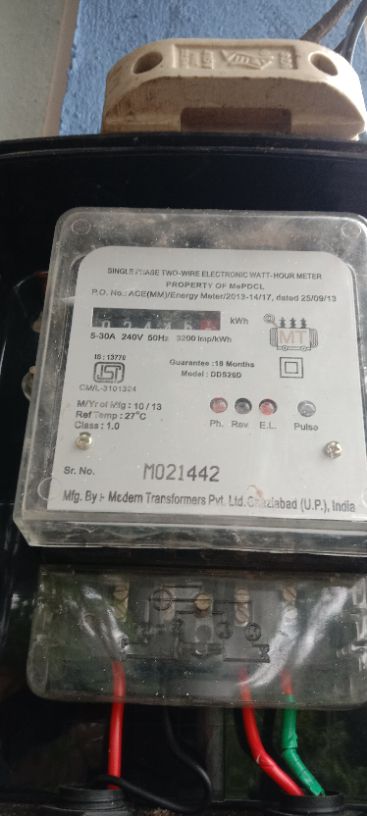 SINGLE PHASE TWO-WIRE ELECTRONIC WATT-HOUR METER
PROPERTY OF MePDCL
P.O. No.:ACE(MM)/Energy Meter/2013-14/17, dated 25/09/13
kWh
5-30A 240V 50Hz 3200 Imp/kWh
MT
IS : 13779
Guarantee :18 Months
Model : DDS26D
CM/L-3101324
M/Yr of Mfg : 10 / 13
Ref Temp : 27°C
Class : 1.0
Ph. Rev. E.L. Pulse
Sr. No. M021442
Mfg. By :- Modern Transformers Pvt. Ltd. Ghaziabad (U.P.), India